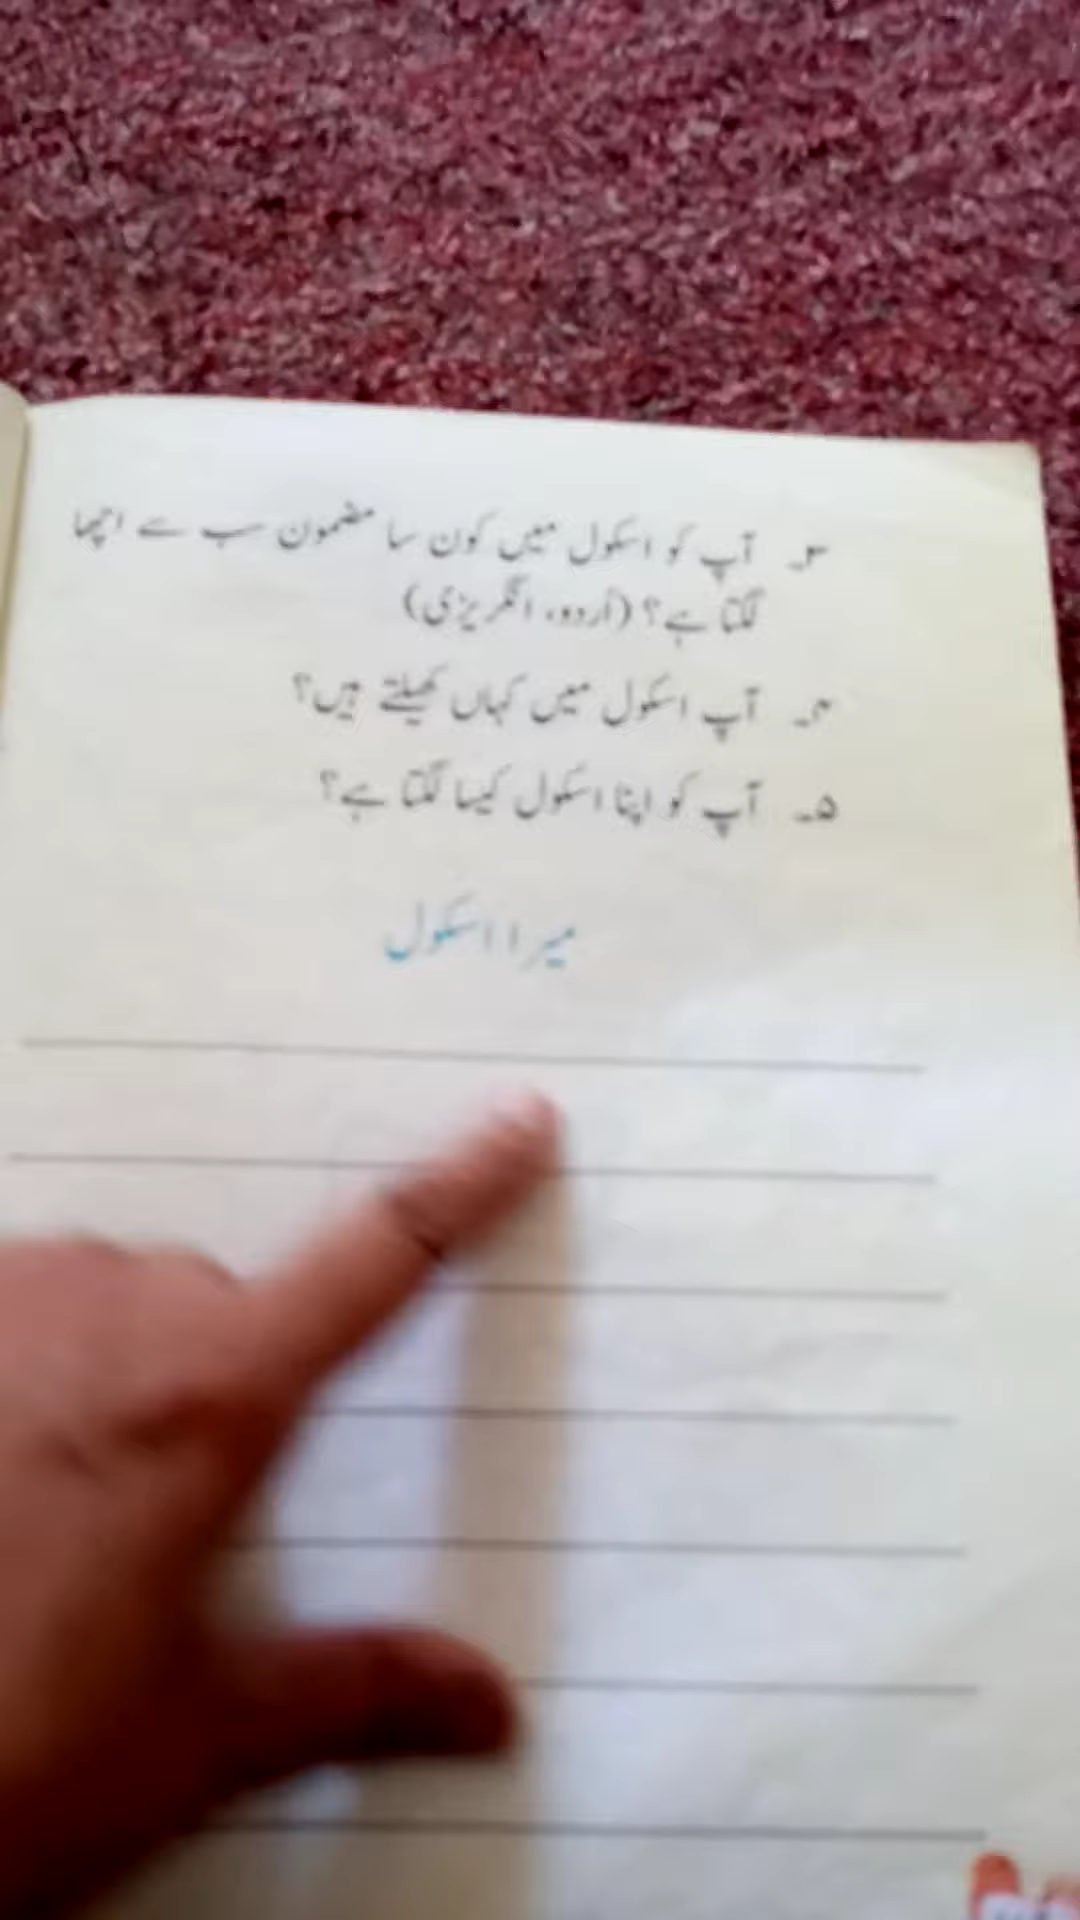 ۳۔ آپ کو اسکول میں کون سا مضمون سب سے اچھا
لگتا ہے؟ (اُردو، انگریزی)
۴۔ آپ اسکول میں کہاں کھیلتے ہیں؟
۵۔ آپ کو اپنا اسکول کیسا لگتا ہے؟
میرا اسکول